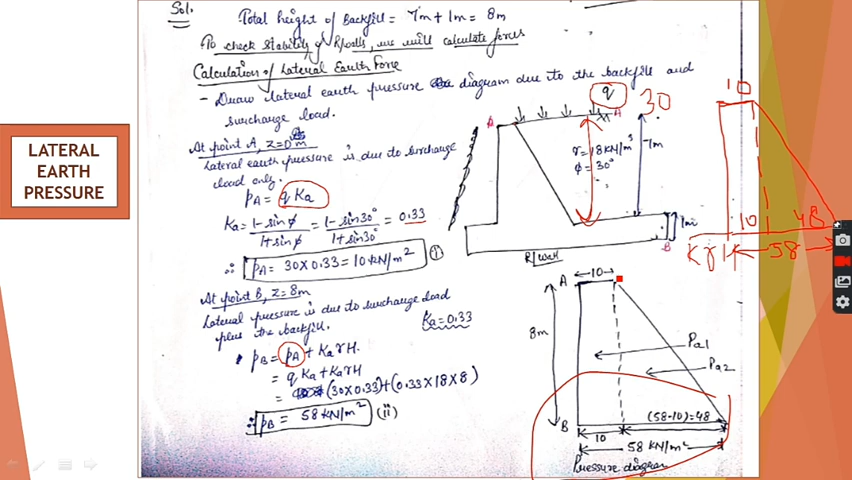 Sol.
Total height of Backfill = 7m + 1m = 8m
To check stability of R/walls, we will calculate forces
Calculation of Lateral Earth Force
- Draw lateral earth pressure diagram due to the backfill and
surcharge load.
At point A, z=0m
Lateral earth pressure is due to surcharge
load only.
PA = q Ka
Ka = 1-sinφ / 1+sinφ = 1-sin30° / 1+sin30° = 0.33
∴ PA = 30×0.33 = 10 kN/m² (i)
At point B, z=8m
Lateral pressure is due to surcharge load
plus the backfill.
Ka = 0.33
PB = PA + KaγH.
= q Ka + KaγH
= (30×0.33)+(0.33×18×8)
∴ PB = 58 kN/m² (ii)
LATERAL
EARTH
PRESSURE
q
30
A
A
γ = 18 kN/m³
φ = 30°
7m
1m
B
R/Wall
10
10
48
58
A
10
8m
Pa1
Pa2
B
(58-10)=48
10
58 KN/m²
Pressure diagram